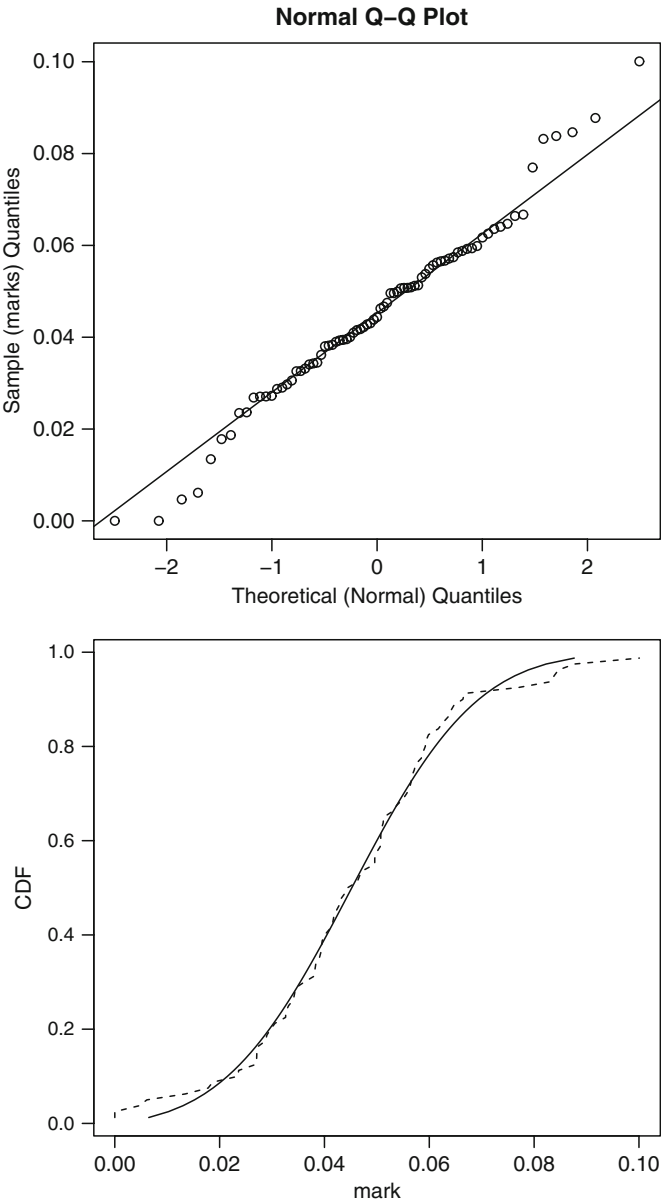 Normal Q−Q Plot
0.10
0.08
0.06
0.04
0.02
0.00
Sample (marks) Quantiles
−2 −1 0 1 2
Theoretical (Normal) Quantiles
1.0
0.8
0.6
0.4
0.2
0.0
CDF
0.00 0.02 0.04 0.06 0.08 0.10
mark